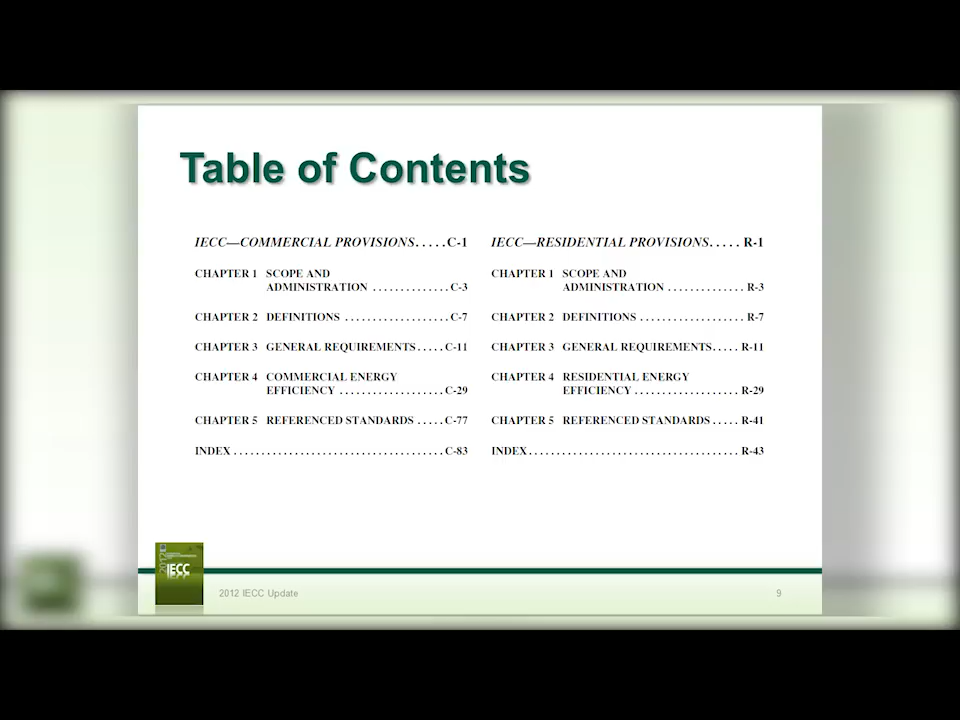 Table of Contents
IECC—COMMERCIAL PROVISIONS.....C-1
CHAPTER 1 SCOPE AND
ADMINISTRATION ..............C-3
CHAPTER 2 DEFINITIONS ...................C-7
CHAPTER 3 GENERAL REQUIREMENTS.....C-11
CHAPTER 4 COMMERCIAL ENERGY
EFFICIENCY ...................C-29
CHAPTER 5 REFERENCED STANDARDS .....C-77
INDEX ......................................C-83
IECC—RESIDENTIAL PROVISIONS..... R-1
CHAPTER 1 SCOPE AND
ADMINISTRATION .............. R-3
CHAPTER 2 DEFINITIONS ................... R-7
CHAPTER 3 GENERAL REQUIREMENTS..... R-11
CHAPTER 4 RESIDENTIAL ENERGY
EFFICIENCY ................... R-29
CHAPTER 5 REFERENCED STANDARDS ..... R-41
INDEX...................................... R-43
2012
IECC
2012 IECC Update
9